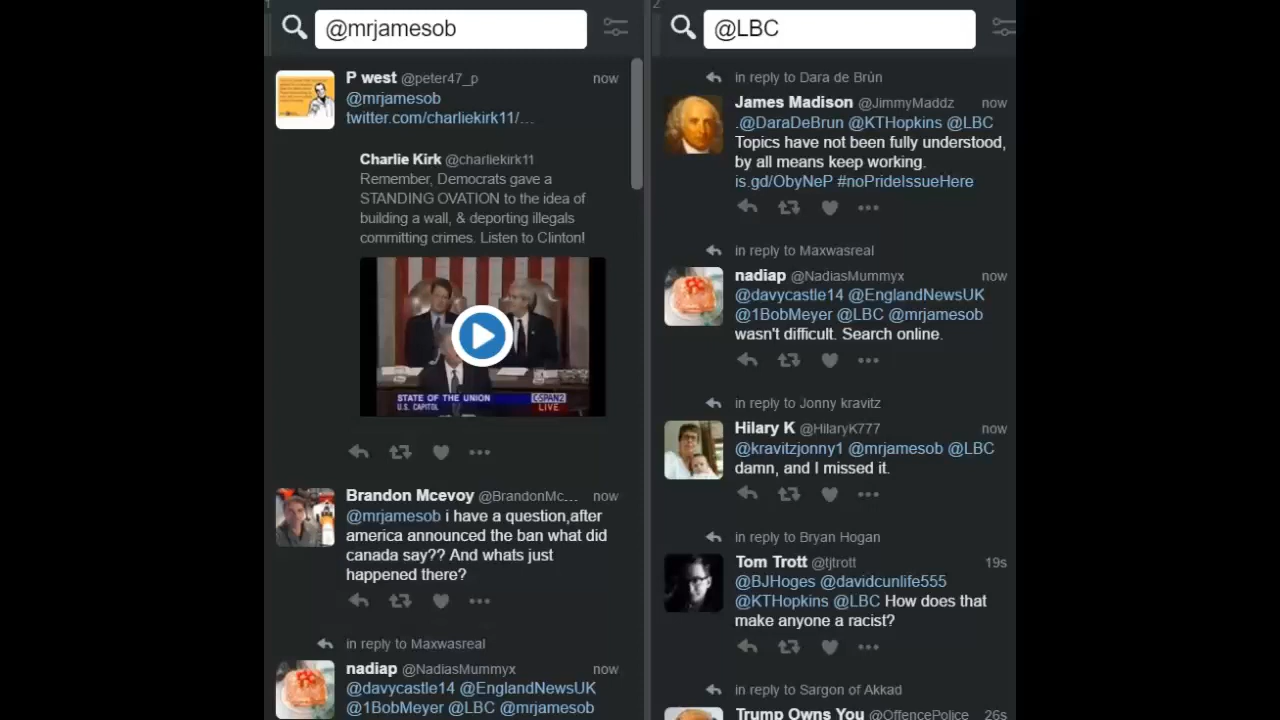 1
@mrjamesob
P west @peter47_p now
@mrjamesob
twitter.com/charliekirk11/...
Charlie Kirk @charliekirk11
Remember, Democrats gave a
STANDING OVATION to the idea of
building a wall, & deporting illegals
committing crimes. Listen to Clinton!
STATE OF THE UNION C-SPAN2
U.S. CAPITOL LIVE
Brandon Mcevoy @BrandonMc... now
@mrjamesob i have a question,after
america announced the ban what did
canada say?? And whats just
happened there?
in reply to Maxwasreal
nadiap @NadiasMummyx now
@davycastle14 @EnglandNewsUK
@1BobMeyer @LBC @mrjamesob
2
@LBC
in reply to Dara de Brún
James Madison @JimmyMaddz now
.@DaraDeBrun @KTHopkins @LBC
Topics have not been fully understood,
by all means keep working.
is.gd/ObyNeP #noPrideIssueHere
in reply to Maxwasreal
nadiap @NadiasMummyx now
@davycastle14 @EnglandNewsUK
@1BobMeyer @LBC @mrjamesob
wasn't difficult. Search online.
in reply to Jonny kravitz
Hilary K @HilaryK777 now
@kravitzjonny1 @mrjamesob @LBC
damn, and I missed it.
in reply to Bryan Hogan
Tom Trott @tjtrott 19s
@BJHoges @davidcunlife555
@KTHopkins @LBC How does that
make anyone a racist?
in reply to Sargon of Akkad
Trump Owns You @OffencePolice 26s